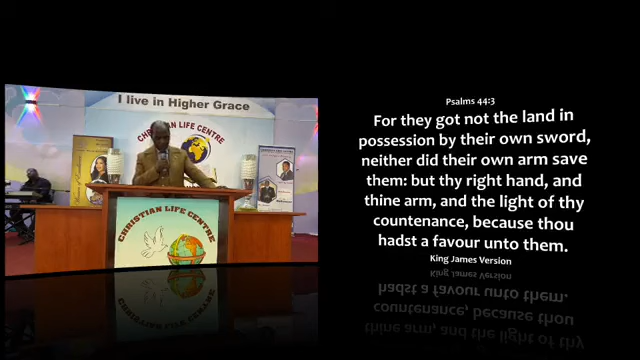 I live in Higher Grace
CHRISTIAN LIFE CENTRE
CHRISTIAN LIFE CENTRE
Psalms 44:3
For they got not the land in
possession by their own sword,
neither did their own arm save
them: but thy right hand, and
thine arm, and the light of thy
countenance, because thou
hadst a favour unto them.
King James Version